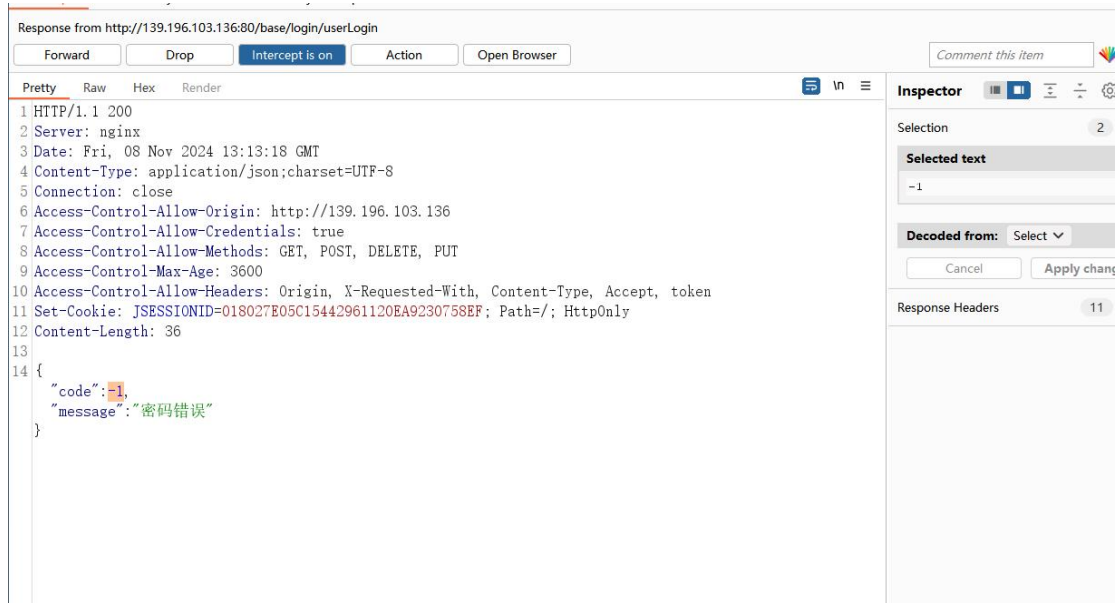 Response from http://139.196.103.136:80/base/login/userLogin
Forward Drop Intercept is on Action Open Browser Comment this item
Pretty Raw Hex Render \n Inspector
1 HTTP/1.1 200
2 Server: nginx
3 Date: Fri, 08 Nov 2024 13:13:18 GMT
4 Content-Type: application/json;charset=UTF-8
5 Connection: close
6 Access-Control-Allow-Origin: http://139.196.103.136
7 Access-Control-Allow-Credentials: true
8 Access-Control-Allow-Methods: GET, POST, DELETE, PUT
9 Access-Control-Max-Age: 3600
10 Access-Control-Allow-Headers: Origin, X-Requested-With, Content-Type, Accept, token
11 Set-Cookie: JSESSIONID=018027E05C15442961120EA9230758EF; Path=/; HttpOnly
12 Content-Length: 36
13
14 {
"code":-1,
"message":"密码错误"
}
Selection 2
Selected text
-1
Decoded from: Select
Cancel Apply chang
Response Headers 11